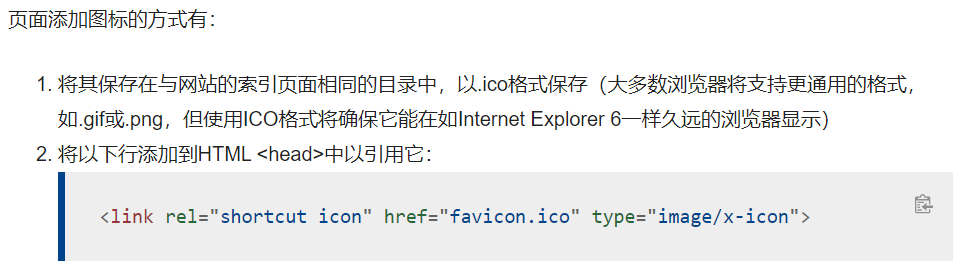 页面添加图标的方式有：
1. 将其保存在与网站的索引页面相同的目录中，以.ico格式保存（大多数浏览器将支持更通用的格式，
如.gif或.png，但使用ICO格式将确保它能在如Internet Explorer 6一样久远的浏览器显示）
2. 将以下行添加到HTML <head>中以引用它：
<link rel="shortcut icon" href="favicon.ico" type="image/x-icon">